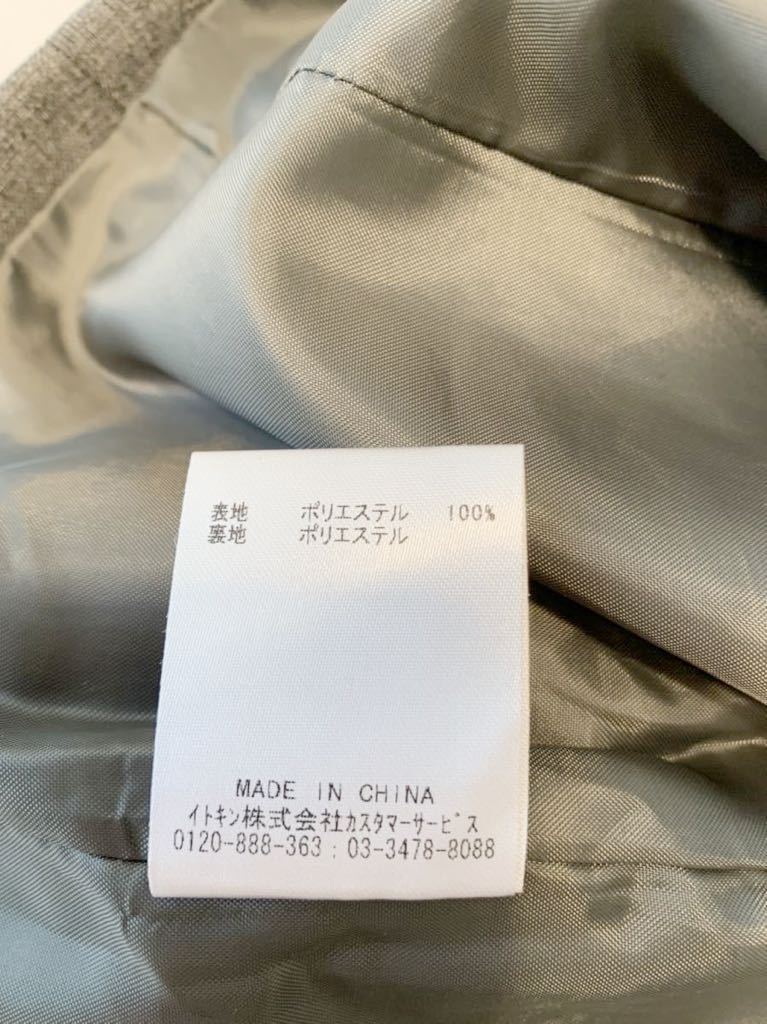 表地 ポリエステル 100%
裏地 ポリエステル
MADE IN CHINA
イトキン株式会社ｶｽﾀﾏｰｻｰﾋﾞｽ
0120-888-363 : 03-3478-8088